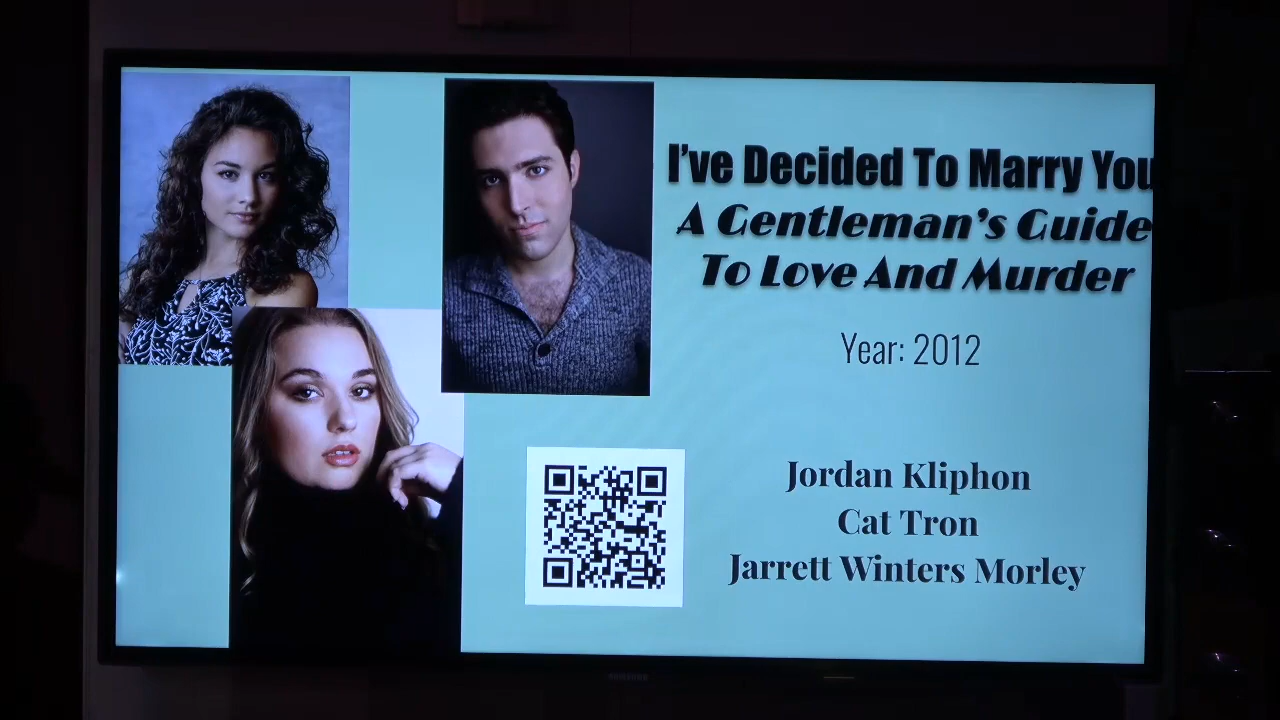 I've Decided To Marry You
A Gentleman's Guide
To Love And Murder
Year: 2012
Jordan Kliphon
Cat Tron
Jarrett Winters Morley
SAMSUNG